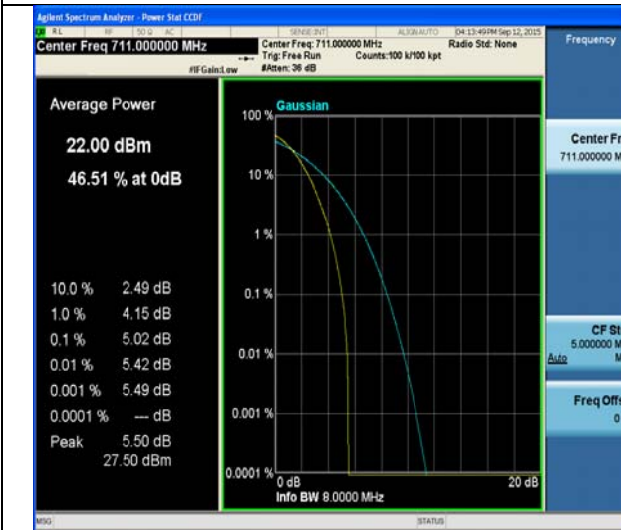 Agilent Spectrum Analyzer - Power Stat CCDF
RL RF 50 Ω AC SENSE:INT ALIGN AUTO 04:13:49PM Sep 12, 2015
Center Freq 711.000000 MHz
Center Freq: 711.000000 MHz Radio Std: None
Trig: Free Run Counts:100 k/100 kpt
#IFGain:Low #Atten: 36 dB
Frequency
Average Power
22.00 dBm
46.51 % at 0dB
10.0 % 2.49 dB
1.0 % 4.15 dB
0.1 % 5.02 dB
0.01 % 5.42 dB
0.001 % 5.49 dB
0.0001 % --- dB
Peak 5.50 dB
27.50 dBm
Gaussian
100 %
10 %
1 %
0.1 %
0.01 %
0.001 %
0.0001 %
0 dB 20 dB
Info BW 8.0000 MHz
Center Fr
711.000000 M
CF St
5.000000 M
Auto M
Freq Offs
0
MSG STATUS